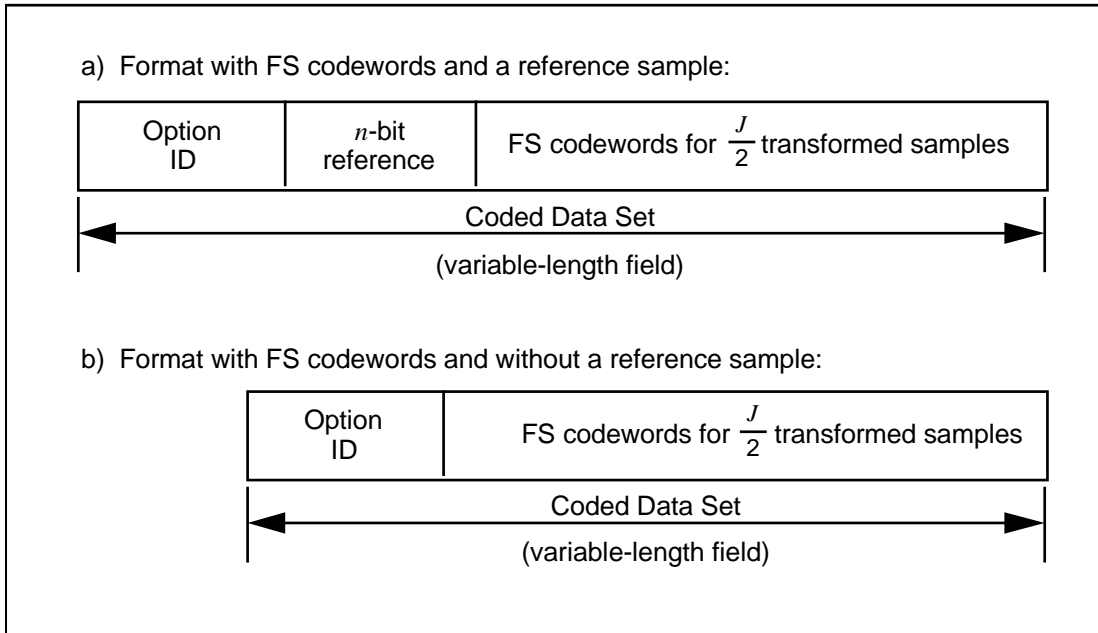 a) Format with FS codewords and a reference sample:
Option
ID
n-bit
reference
FS codewords for J/2 transformed samples
Coded Data Set
(variable-length field)
b) Format with FS codewords and without a reference sample:
Option
ID
FS codewords for J/2 transformed samples
Coded Data Set
(variable-length field)